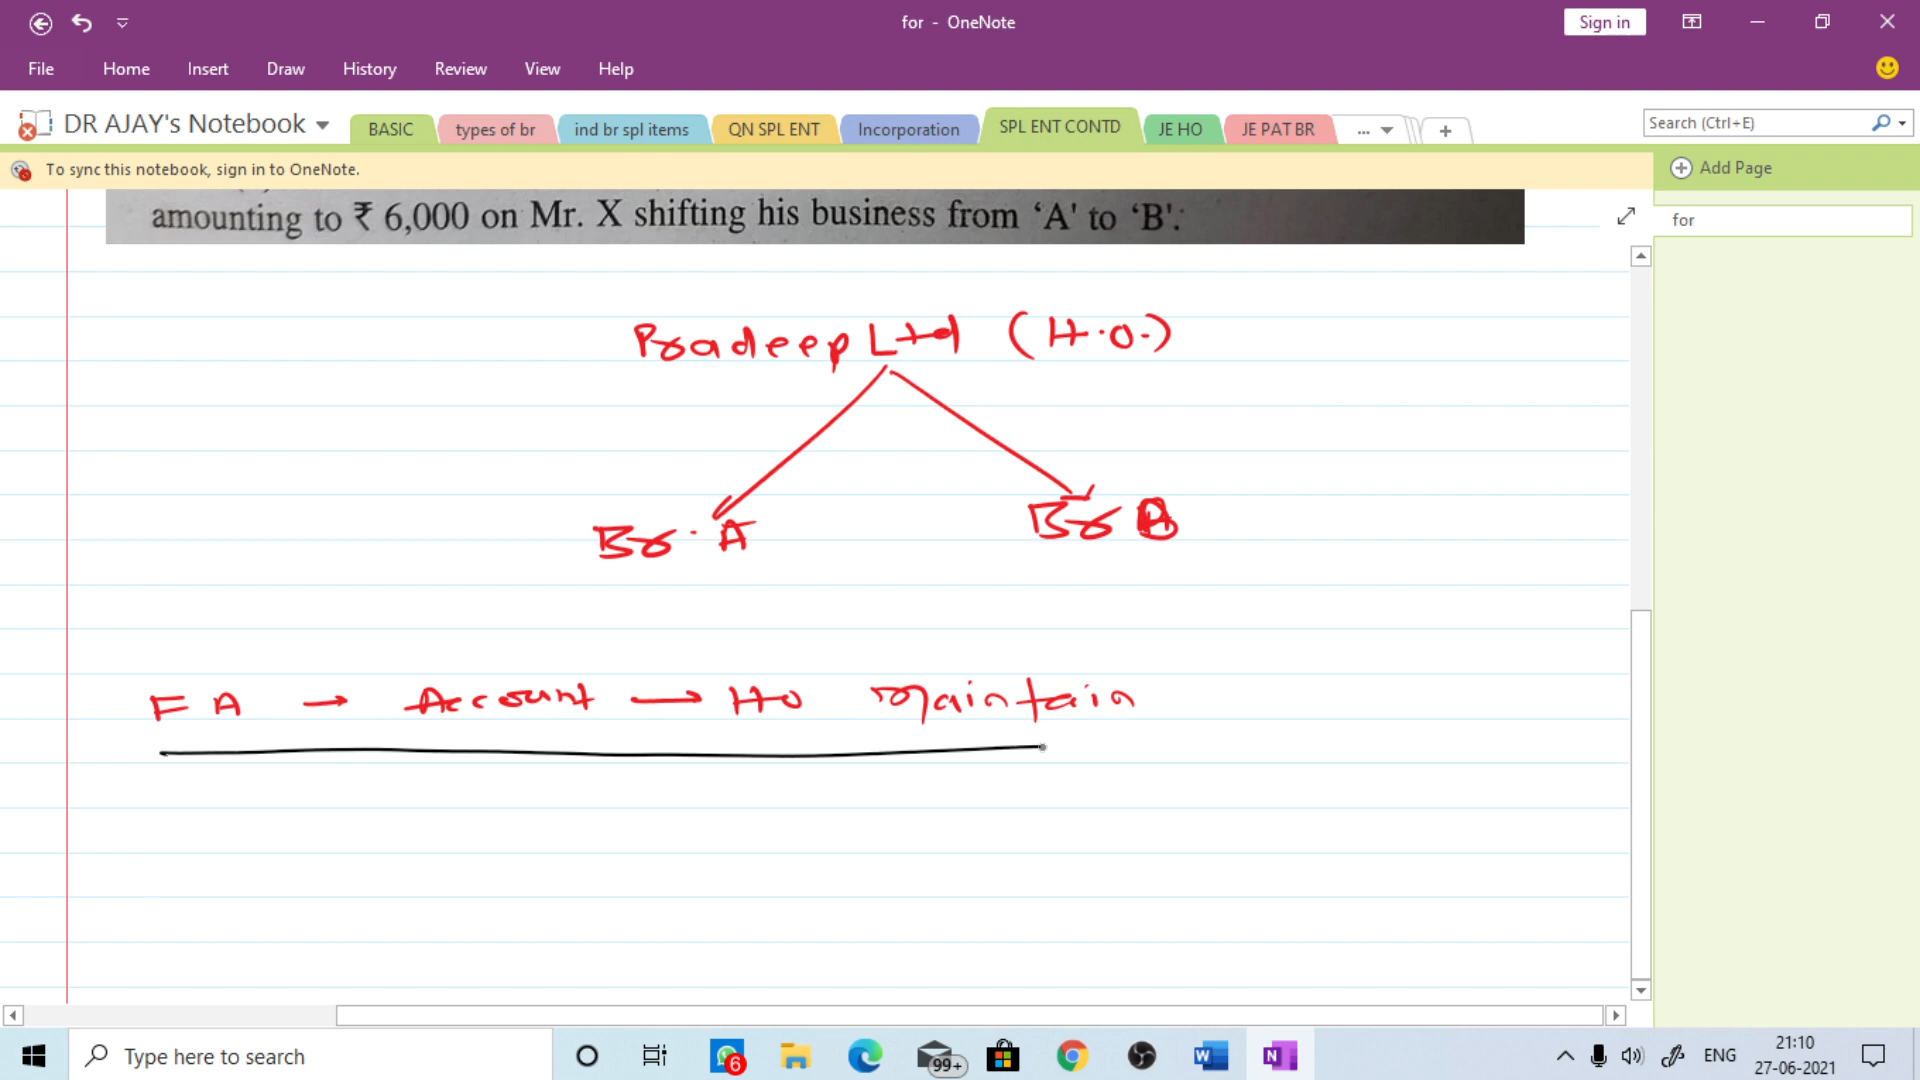 for - OneNote
Sign in
File Home Insert Draw History Review View Help
DR AJAY's Notebook
BASIC types of br ind br spl items QN SPL ENT Incorporation SPL ENT CONTD JE HO JE PAT BR ... +
Search (Ctrl+E)
To sync this notebook, sign in to OneNote.
Add Page
for
amounting to ₹ 6,000 on Mr. X shifting his business from ‘A' to ‘B':
Pradeep Ltd (H.O.)
Br. A Br B
F A → Account → HO maintain
Type here to search
6
99+
ENG
21:10
27-06-2021